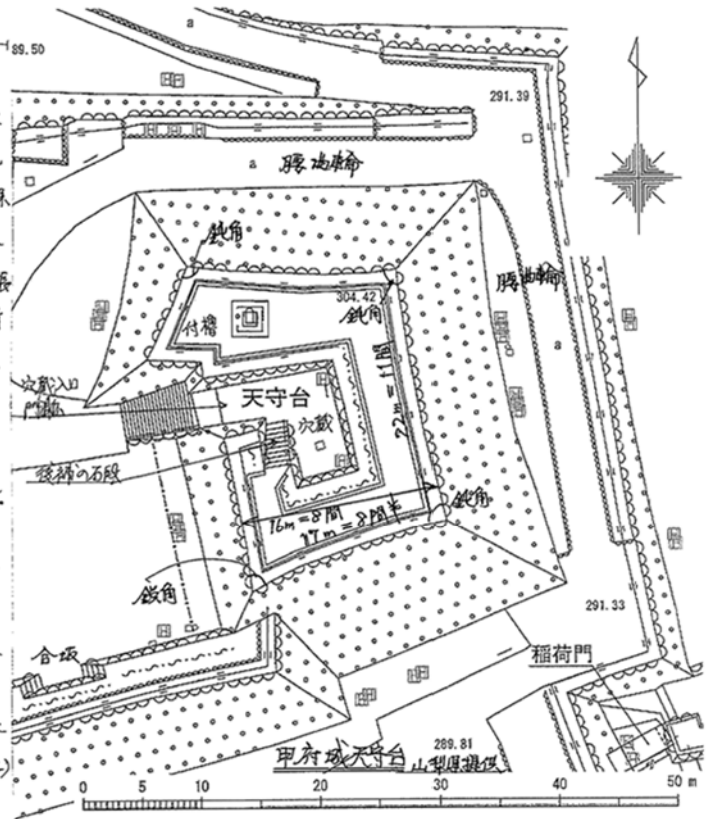 a
89.50
291.39
a 腰曲輪
鈍角
304.42
鈍角
腰曲輪
付櫓
a
22m = 11間
穴蔵入口
天守台
穴蔵
後補の石段
16m = 8間
17m = 8間半
鈍角
鋭角
291.33
合坂
稲荷門
甲府城天守台
289.81
山梨県提供
0 5 10 20 30 40 50 m